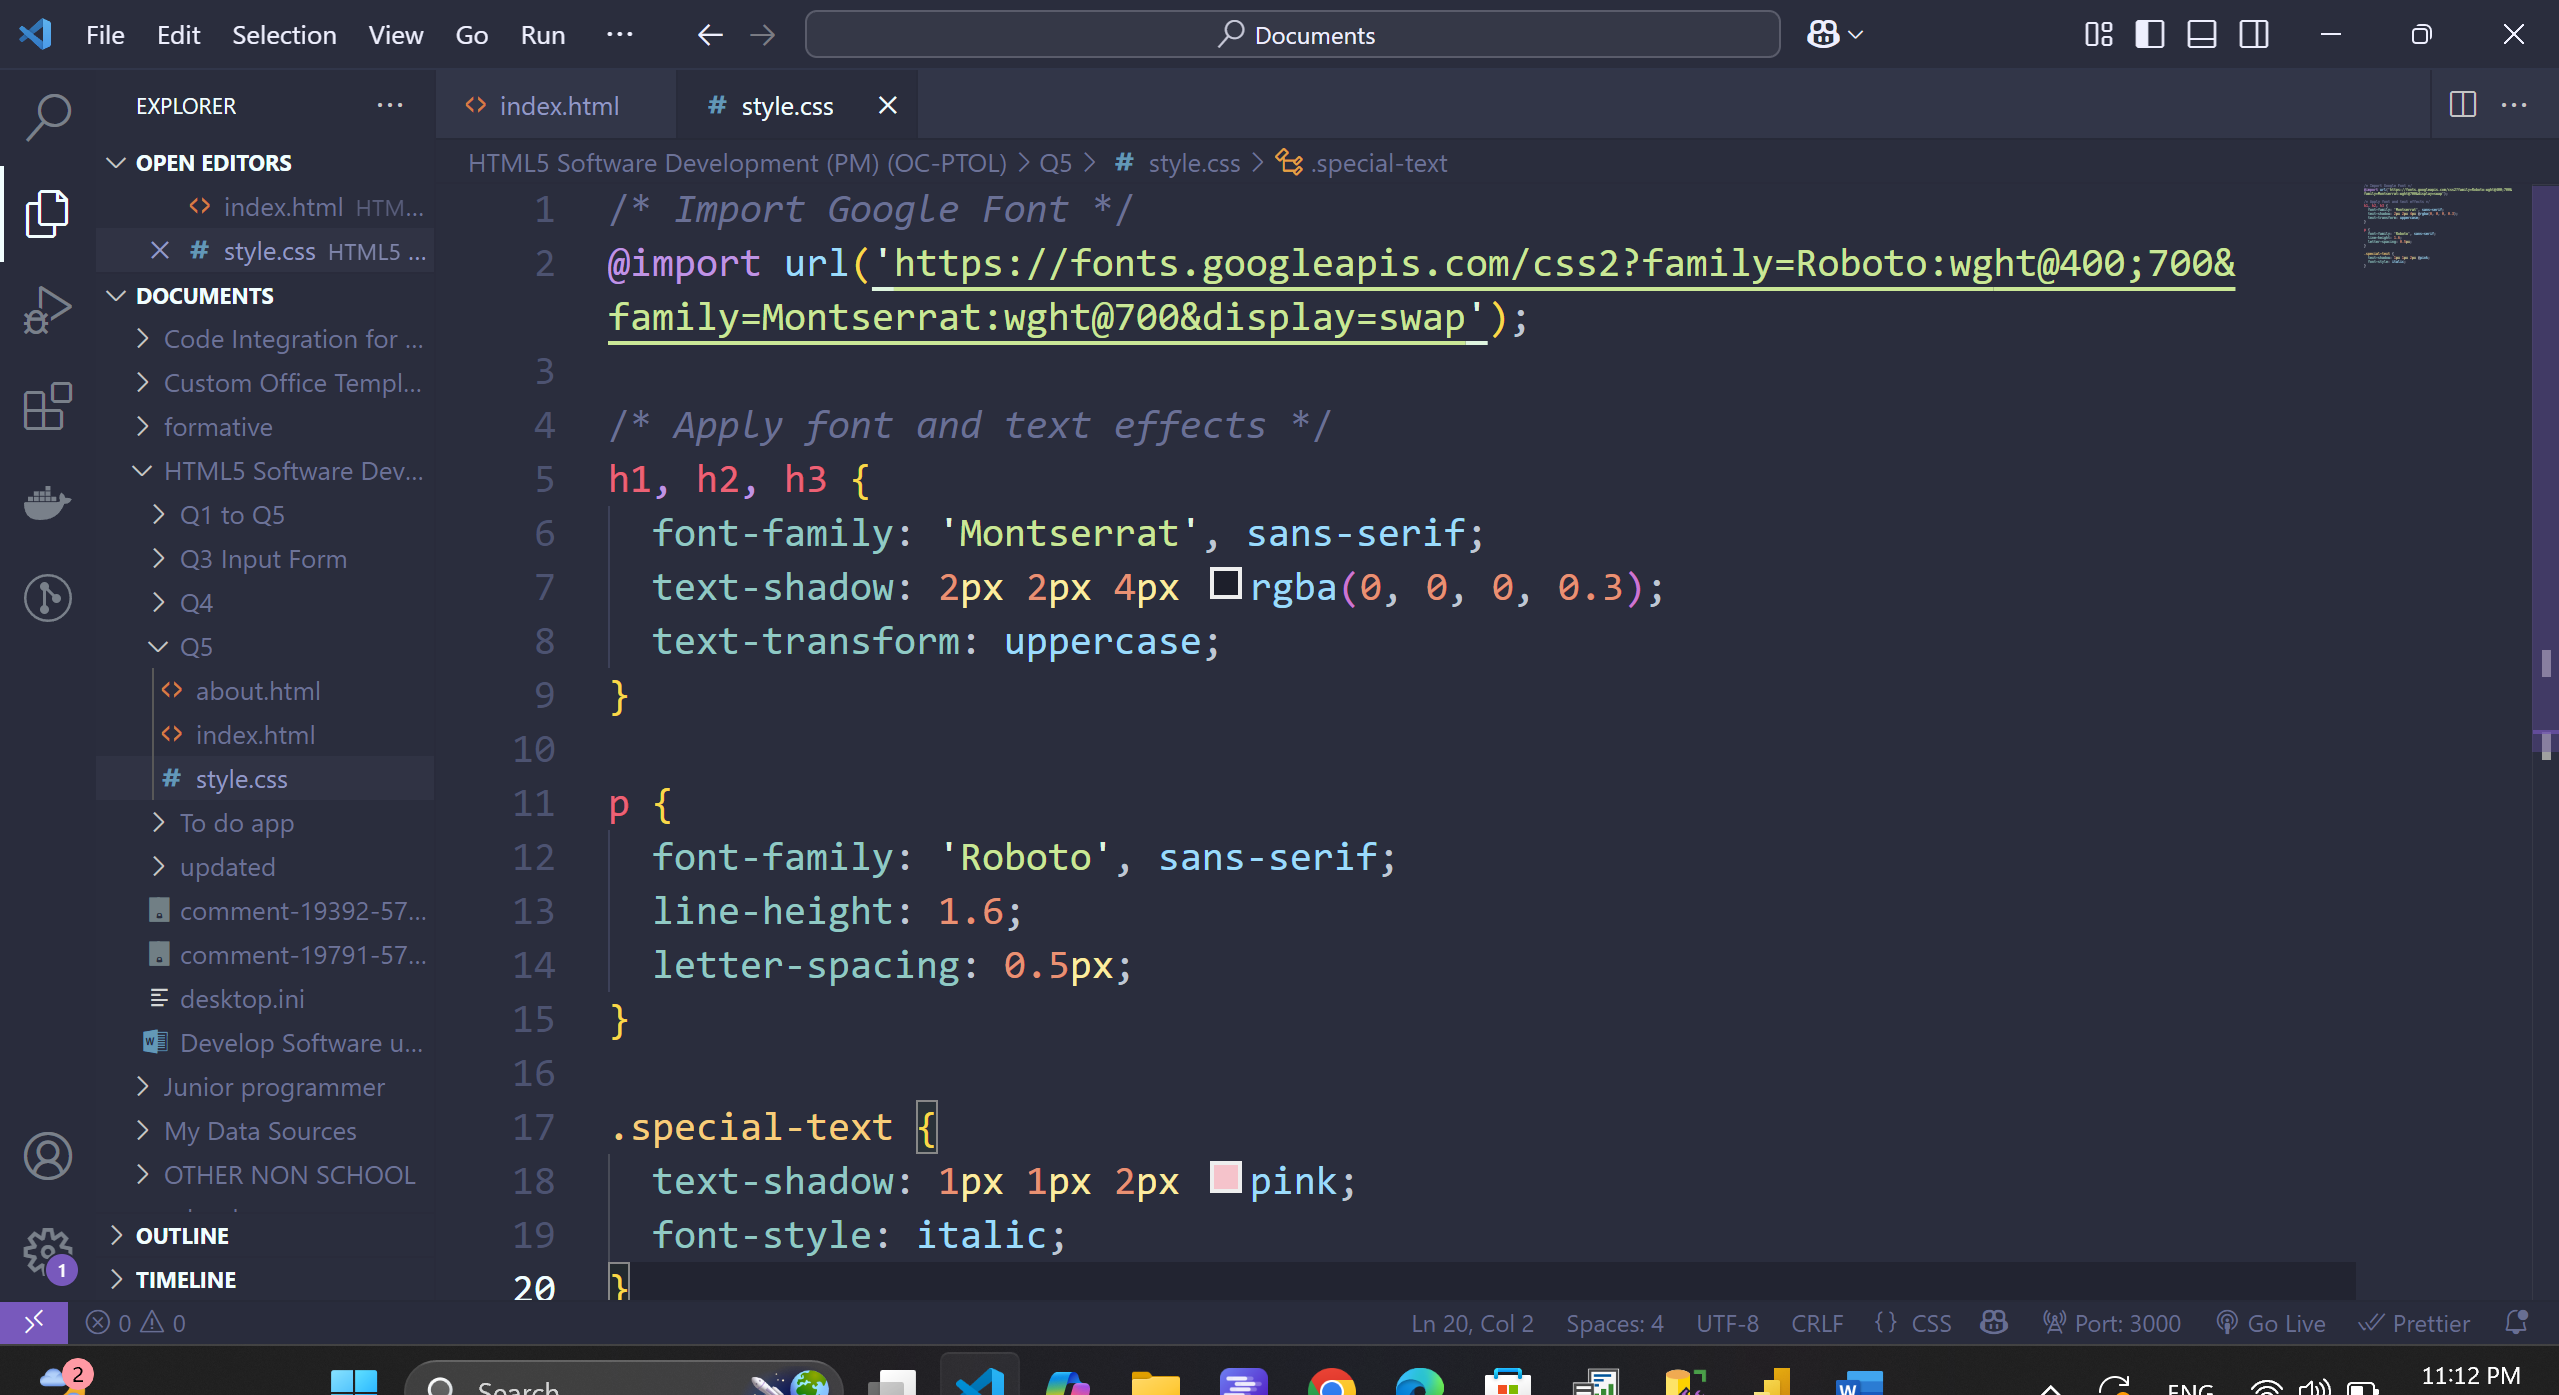 File Edit Selection View Go Run ··· Documents
EXPLORER ···
OPEN EDITORS
index.html HTM...
style.css HTML5 ...
DOCUMENTS
Code Integration for ...
Custom Office Templ...
formative
HTML5 Software Dev...
Q1 to Q5
Q3 Input Form
Q4
Q5
about.html
index.html
style.css
To do app
updated
comment-19392-57...
comment-19791-57...
desktop.ini
Develop Software u...
Junior programmer
My Data Sources
OTHER NON SCHOOL
OUTLINE
TIMELINE
1
index.html # style.css
HTML5 Software Development (PM) (OC-PTOL) > Q5 > # style.css > .special-text
1 /* Import Google Font */
2 @import url('https://fonts.googleapis.com/css2?family=Roboto:wght@400;700&
family=Montserrat:wght@700&display=swap');
3
4 /* Apply font and text effects */
5 h1, h2, h3 {
6 font-family: 'Montserrat', sans-serif;
7 text-shadow: 2px 2px 4px rgba(0, 0, 0, 0.3);
8 text-transform: uppercase;
9 }
10
11 p {
12 font-family: 'Roboto', sans-serif;
13 line-height: 1.6;
14 letter-spacing: 0.5px;
15 }
16
17 .special-text {
18 text-shadow: 1px 1px 2px pink;
19 font-style: italic;
20 }
0 0 Ln 20, Col 2 Spaces: 4 UTF-8 CRLF {} CSS Port: 3000 Go Live Prettier
2 Search ENG 11:12 PM